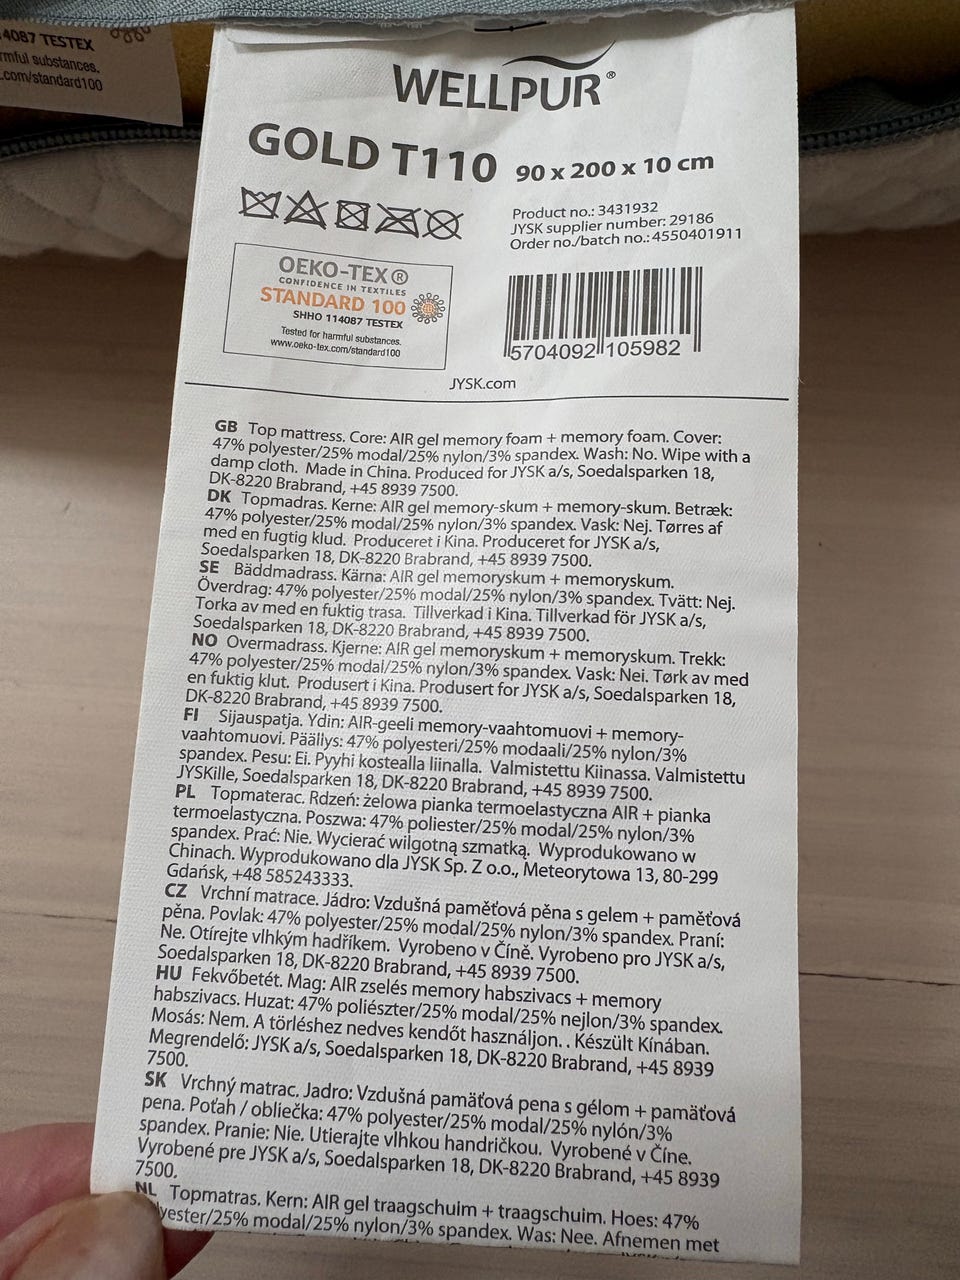 4087 TESTEX
rmful substances.
.com/standard100
WELLPUR®
GOLD T110 90 x 200 x 10 cm
Product no.: 3431932
JYSK supplier number: 29186
Order no./batch no.: 4550401911
OEKO-TEX®
CONFIDENCE IN TEXTILES
STANDARD 100
SHHO 114087 TESTEX
Tested for harmful substances.
www.oeko-tex.com/standard100
5704092 105982
JYSK.com
GB Top mattress. Core: AIR gel memory foam + memory foam. Cover:
47% polyester/25% modal/25% nylon/3% spandex. Wash: No. Wipe with a
damp cloth. Made in China. Produced for JYSK a/s, Soedalsparken 18,
DK-8220 Brabrand, +45 8939 7500.
DK Topmadras. Kerne: AIR gel memory-skum + memory-skum. Betræk:
47% polyester/25% modal/25% nylon/3% spandex. Vask: Nej. Tørres af
med en fugtig klud. Produceret i Kina. Produceret for JYSK a/s,
Soedalsparken 18, DK-8220 Brabrand, +45 8939 7500.
SE Bäddmadrass. Kärna: AIR gel memoryskum + memoryskum.
Överdrag: 47% polyester/25% modal/25% nylon/3% spandex. Tvätt: Nej.
Torka av med en fuktig trasa. Tillverkad i Kina. Tillverkad för JYSK a/s,
Soedalsparken 18, DK-8220 Brabrand, +45 8939 7500.
NO Overmadrass. Kjerne: AIR gel memoryskum + memoryskum. Trekk:
47% polyester/25% modal/25% nylon/3% spandex. Vask: Nei. Tørk av med
en fuktig klut. Produsert i Kina. Produsert for JYSK a/s, Soedalsparken 18,
DK-8220 Brabrand, +45 8939 7500.
FI Sijauspatja. Ydin: AIR-geeli memory-vaahtomuovi + memory-
vaahtomuovi. Päällys: 47% polyesteri/25% modaali/25% nylon/3%
spandex. Pesu: Ei. Pyyhi kostealla liinalla. Valmistettu Kiinassa. Valmistettu
JYSKille, Soedalsparken 18, DK-8220 Brabrand, +45 8939 7500.
PL Topmaterac. Rdzeń: żelowa pianka termoelastyczna AIR + pianka
termoelastyczna. Poszwa: 47% poliester/25% modal/25% nylon/3%
spandex. Prać: Nie. Wycierać wilgotną szmatką. Wyprodukowano w
Chinach. Wyprodukowano dla JYSK Sp. Z o.o., Meteorytowa 13, 80-299
Gdańsk, +48 585243333.
CZ Vrchní matrace. Jádro: Vzdušná paměťová pěna s gelem + paměťová
pěna. Povlak: 47% polyester/25% modal/25% nylon/3% spandex. Praní:
Ne. Otírejte vlhkým hadříkem. Vyrobeno v Číně. Vyrobeno pro JYSK a/s,
Soedalsparken 18, DK-8220 Brabrand, +45 8939 7500.
HU Fekvőbetét. Mag: AIR zselés memory habszivacs + memory
habszivacs. Huzat: 47% poliészter/25% modal/25% nejlon/3% spandex.
Mosás: Nem. A törléshez nedves kendőt használjon. . Készült Kínában.
Megrendelő: JYSK a/s, Soedalsparken 18, DK-8220 Brabrand, +45 8939
7500.
SK Vrchný matrac. Jadro: Vzdušná pamäťová pena s gélom + pamäťová
pena. Poťah / obliečka: 47% polyester/25% modal/25% nylón/3%
spandex. Pranie: Nie. Utierajte vlhkou handričkou. Vyrobené v Číne.
Vyrobené pre JYSK a/s, Soedalsparken 18, DK-8220 Brabrand, +45 8939
7500.
NL Topmatras. Kern: AIR gel traagschuim + traagschuim. Hoes: 47%
lyester/25% modal/25% nylon/3% spandex. Was: Nee. Afnemen met